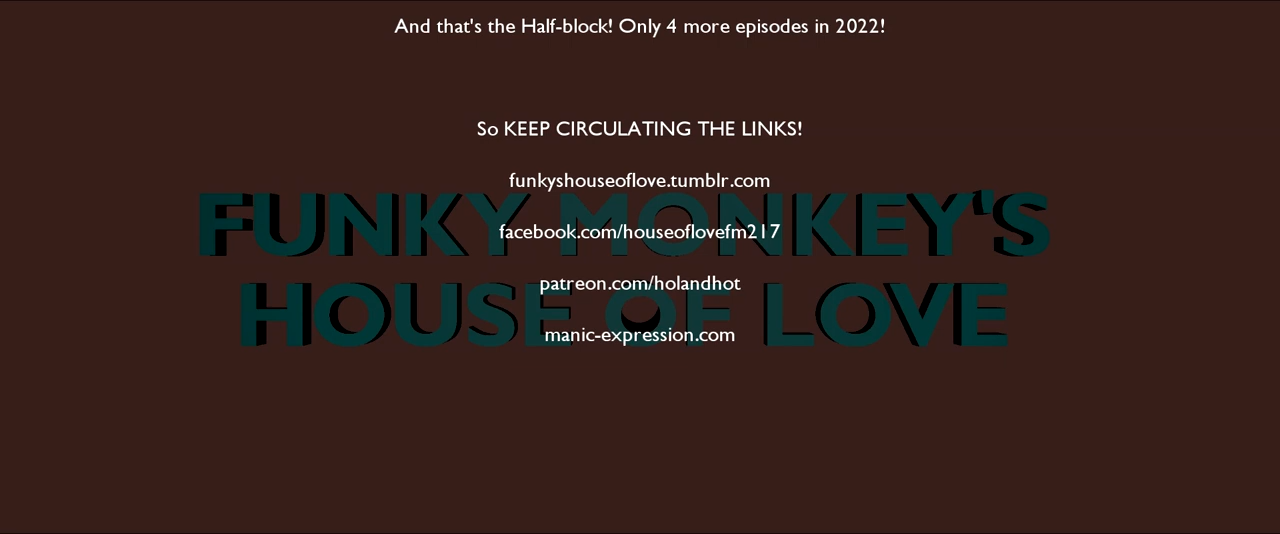 And that's the Half-block! Only 4 more episodes in 2022!
So KEEP CIRCULATING THE LINKS!
funkyshouseoflove.tumblr.com
FUNKY MONKEY'S
facebook.com/houseoflovefm217
patreon.com/holandhot
HOUSE OF LOVE
manic-expression.com